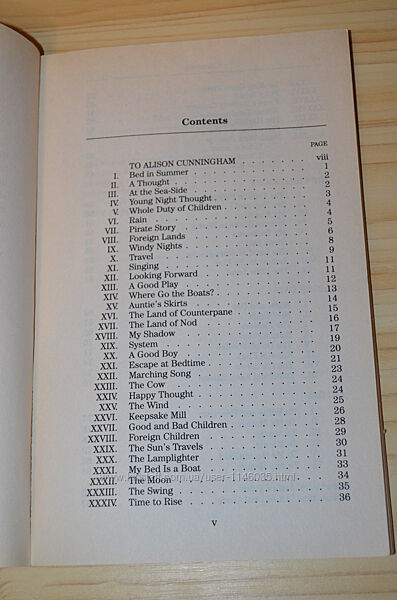 Contents
PAGE
TO ALISON CUNNINGHAM . . . . . . . viii
I. Bed in Summer . . . . . . . . . . 1
II. A Thought . . . . . . . . . . 2
III. At the Sea-Side . . . . . . . . . . 2
IV. Young Night Thought . . . . . . . . . 3
V. Whole Duty of Children . . . . . . . . 4
VI. Rain . . . . . . . . . . 4
VII. Pirate Story . . . . . . . . . . 5
VIII. Foreign Lands . . . . . . . . . . 6
IX. Windy Nights . . . . . . . . . . 8
X. Travel . . . . . . . . . . 9
XI. Singing . . . . . . . . . . 11
XII. Looking Forward . . . . . . . . . . 11
XIII. A Good Play . . . . . . . . . . 12
XIV. Where Go the Boats? . . . . . . . . . 13
XV. Auntie's Skirts . . . . . . . . . . 14
XVI. The Land of Counterpane . . . . . . . . 15
XVII. The Land of Nod . . . . . . . . . . 16
XVIII. My Shadow . . . . . . . . . . 17
XIX. System . . . . . . . . . . 19
XX. A Good Boy . . . . . . . . . . 20
XXI. Escape at Bedtime . . . . . . . . . . 21
XXII. Marching Song . . . . . . . . . . 23
XXIII. The Cow . . . . . . . . . . 24
XXIV. Happy Thought . . . . . . . . . . 24
XXV. The Wind . . . . . . . . . . 25
XXVI. Keepsake Mill . . . . . . . . . . 26
XXVII. Good and Bad Children . . . . . . . . 28
XXVIII. Foreign Children . . . . . . . . . . 29
XXIX. The Sun's Travels . . . . . . . . . . 30
XXX. The Lamplighter . . . . . . . . . . 31
XXXI. My Bed Is a Boat . . . . . . . . . . 33
XXXII. The Moon . . . . . . . . . . 34
XXXIII. The Swing . . . . . . . . . . 35
XXXIV. Time to Rise . . . . . . . . . . 36
v
.ua/user-1146035.html